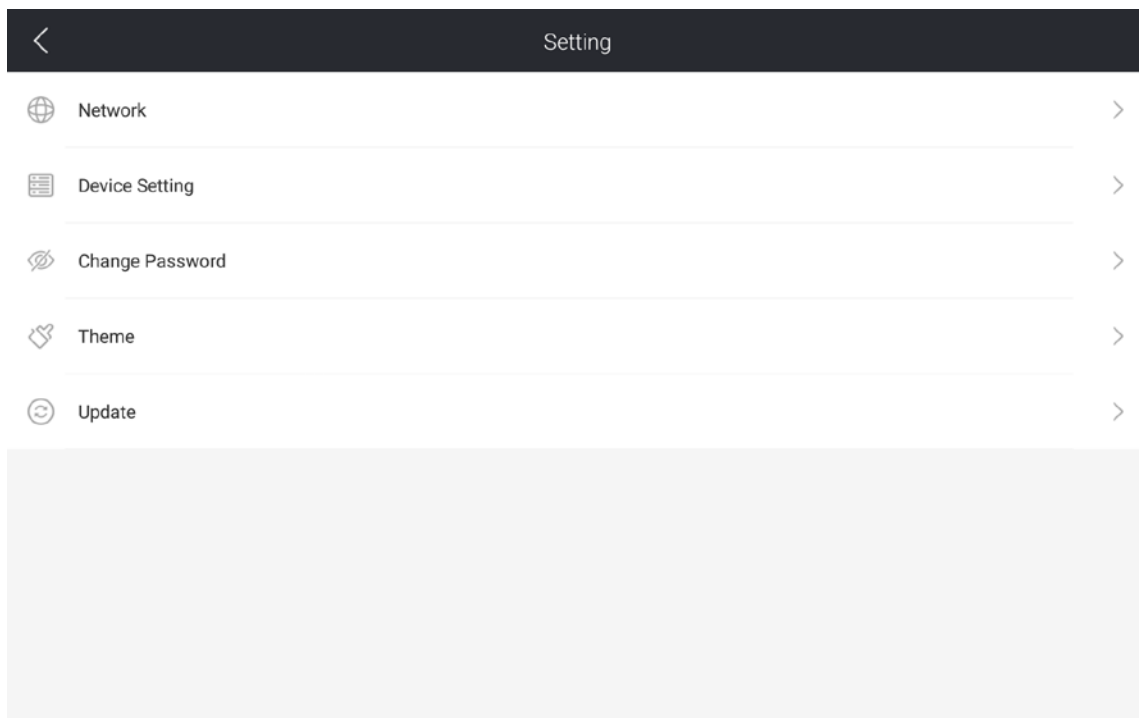 Setting
Network
Device Setting
Change Password
Theme
Update